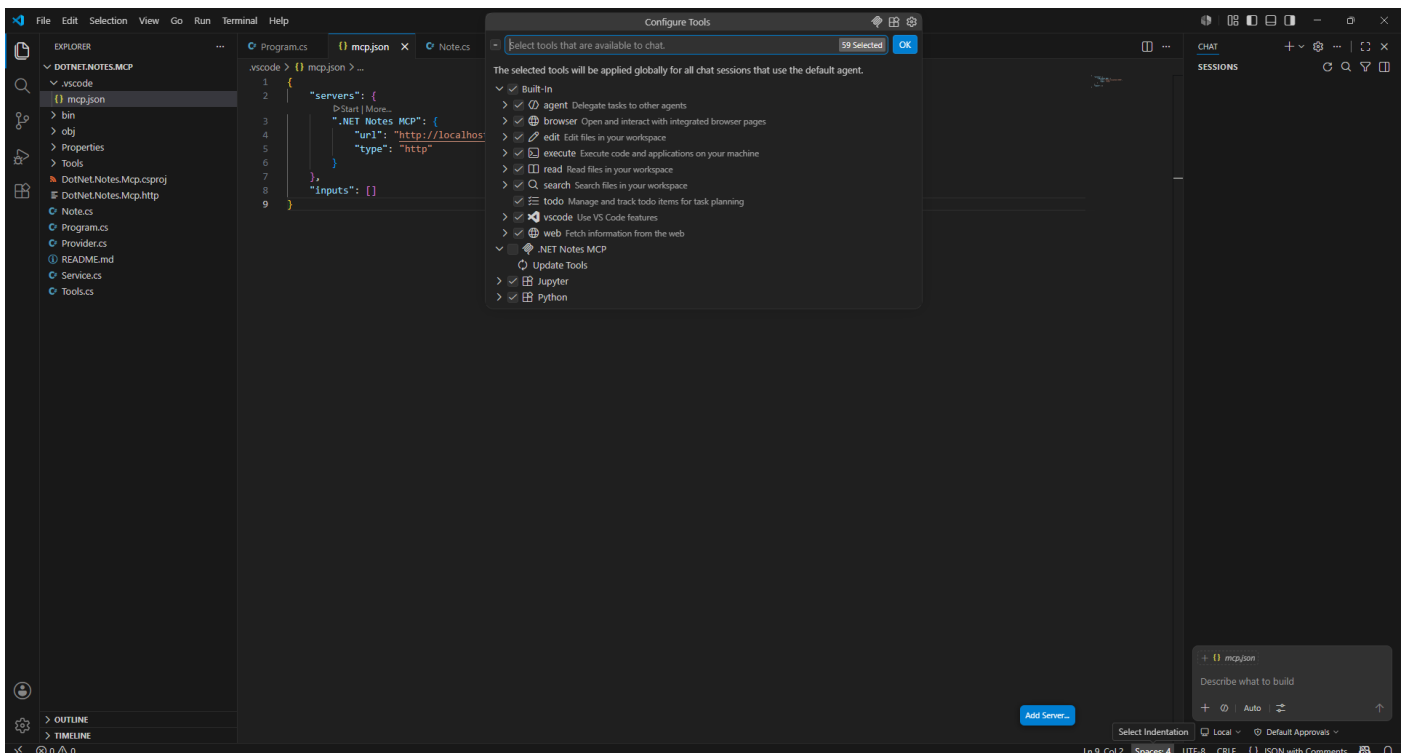 File Edit Selection View Go Run Terminal Help
Configure Tools
EXPLORER
DOTNET.NOTES.MCP
.vscode
{} mcp.json
bin
obj
Properties
Tools
DotNet.Notes.Mcp.csproj
DotNet.Notes.Mcp.http
Note.cs
Program.cs
Provider.cs
README.md
Service.cs
Tools.cs
OUTLINE
TIMELINE
Program.cs {} mcp.json Note.cs
.vscode > {} mcp.json > ...
1 {
2 "servers": {
Start | More...
3 ".NET Notes MCP": {
4 "url": "http://localhos
5 "type": "http"
6 }
7 },
8 "inputs": []
9 }
Select tools that are available to chat. 59 Selected OK
The selected tools will be applied globally for all chat sessions that use the default agent.
Built-In
agent Delegate tasks to other agents
browser Open and interact with integrated browser pages
edit Edit files in your workspace
execute Execute code and applications on your machine
read Read files in your workspace
search Search files in your workspace
todo Manage and track todo items for task planning
vscode Use VS Code features
web Fetch information from the web
.NET Notes MCP
Update Tools
Jupyter
Python
Add Server...
CHAT
SESSIONS
{} mcp.json
Describe what to build
Auto
Select Indentation
Local Default Approvals
0 0 Ln 9, Col 2 Spaces: 4 UTF-8 CRLF {} JSON with Comments